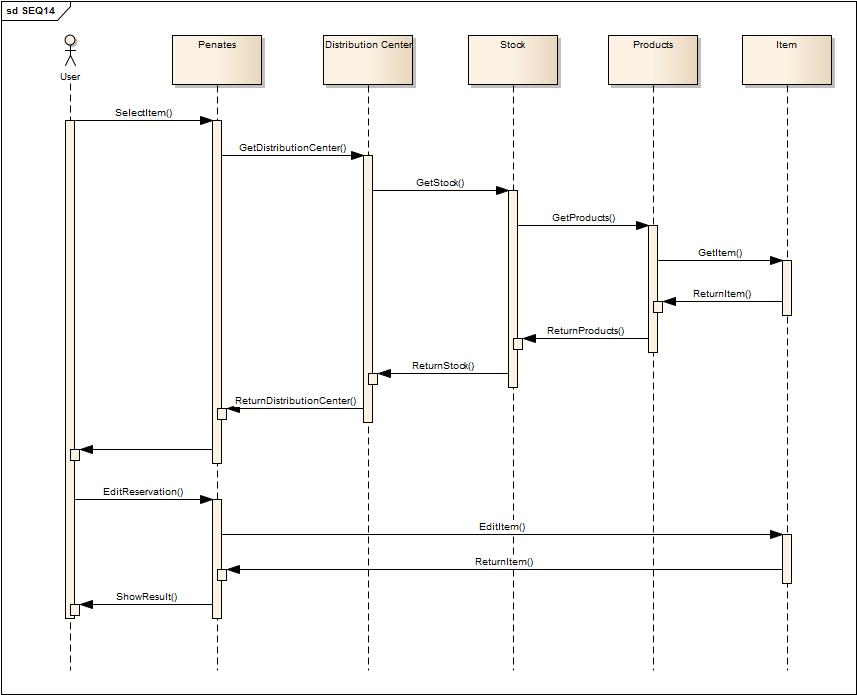 sd SEQ14
User
Penates
Distribution Center
Stock
Products
Item
SelectItem()
GetDistributionCenter()
GetStock()
GetProducts()
GetItem()
ReturnItem()
ReturnProducts()
ReturnStock()
ReturnDistributionCenter()
EditReservation()
EditItem()
ReturnItem()
ShowResult()